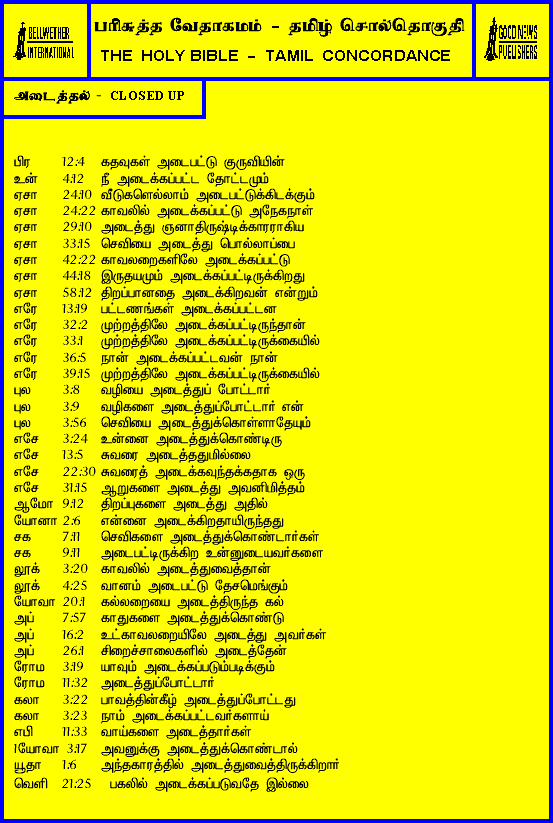 BELLWETHER INTERNATIONAL
பரிசுத்த வேதாகமம் - தமிழ் சொல்தொகுதி
THE HOLY BIBLE - TAMIL CONCORDANCE
GOOD NEWS PUBLISHERS
அடைத்தல் - CLOSED UP
பிர 12:4 கதவுகள் அடைபட்டு குருவியின்
உன் 4:12 நீ அடைக்கப்பட்ட தோட்டமும்
ஏசா 24:10 வீடுகளெல்லாம் அடைபட்டுக்கிடக்கும்
ஏசா 24:22 காவலில் அடைக்கப்பட்டு அநேகநாள்
ஏசா 29:10 அடைத்து ஞனாதிருஷ்டிக்காரராகிய
ஏசா 33:15 செவியை அடைத்து பொல்லாப்பை
ஏசா 42:22 காவலறைகளிலே அடைக்கப்பட்டு
ஏசா 44:18 இருதயமும் அடைக்கப்பட்டிருக்கிறது
ஏசா 58:12 திறப்பானதை அடைக்கிறவன் என்றும்
எரே 13:19 பட்டணங்கள் அடைக்கப்பட்டன
எரே 32:2 முற்றத்திலே அடைக்கப்பட்டிருந்தான்
எரே 33:1 முற்றத்திலே அடைக்கப்பட்டிருக்கையில்
எரே 36:5 நான் அடைக்கப்பட்டவன் நான்
எரே 39:15 முற்றத்திலே அடைக்கப்பட்டிருக்கையில்
புல 3:8 வழியை அடைத்துப் போட்டார்
புல 3:9 வழிகளை அடைத்துப்போட்டார் என்
புல 3:56 செவியை அடைத்துக்கொள்ளாதேயும்
எசே 3:24 உன்னை அடைத்துக்கொண்டிரு
எசே 13:5 சுவரை அடைத்ததுமில்லை
எசே 22:30 சுவரைத் அடைக்கவுந்தக்கதாக ஒரு
எசே 31:15 ஆறுகளை அடைத்து அவனிமித்தம்
ஆமோ 9:12 திறப்புகளை அடைத்து அதில்
யோனா 2:6 என்னை அடைக்கிறதாயிருந்தது
சக 7:11 செவிகளை அடைத்துக்கொண்டார்கள்
சக 9:11 அடைபட்டிருக்கிற உன்னுடையவர்களை
லூக் 3:20 காவலில் அடைத்துவைத்தான்
லூக் 4:25 வானம் அடைபட்டு தேசமெங்கும்
யோவா 20:1 கல்லறையை அடைத்திருந்த கல்
அப் 7:57 காதுகளை அடைத்துக்கொண்டு
அப் 16:2 உட்காவலறையிலே அடைத்து அவர்கள்
அப் 26:1 சிறைச்சாலைகளில் அடைத்தேன்
ரோம 3:19 யாவும் அடைக்கப்படும்படிக்கும்
ரோம 11:32 அடைத்துப்போட்டார்
கலா 3:22 பாவத்தின்கீழ் அடைத்துப்போட்டது
கலா 3:23 நாம் அடைக்கப்பட்டவர்களாய்
எபி 11:33 வாய்களை அடைத்தார்கள்
1யோவா 3:17 அவனுக்கு அடைத்துக்கொண்டால்
யூதா 1:6 அந்தகாரத்தில் அடைத்துவைத்திருக்கிறார்
வெளி 21:25 பகலில் அடைக்கப்படுவதே இல்லை